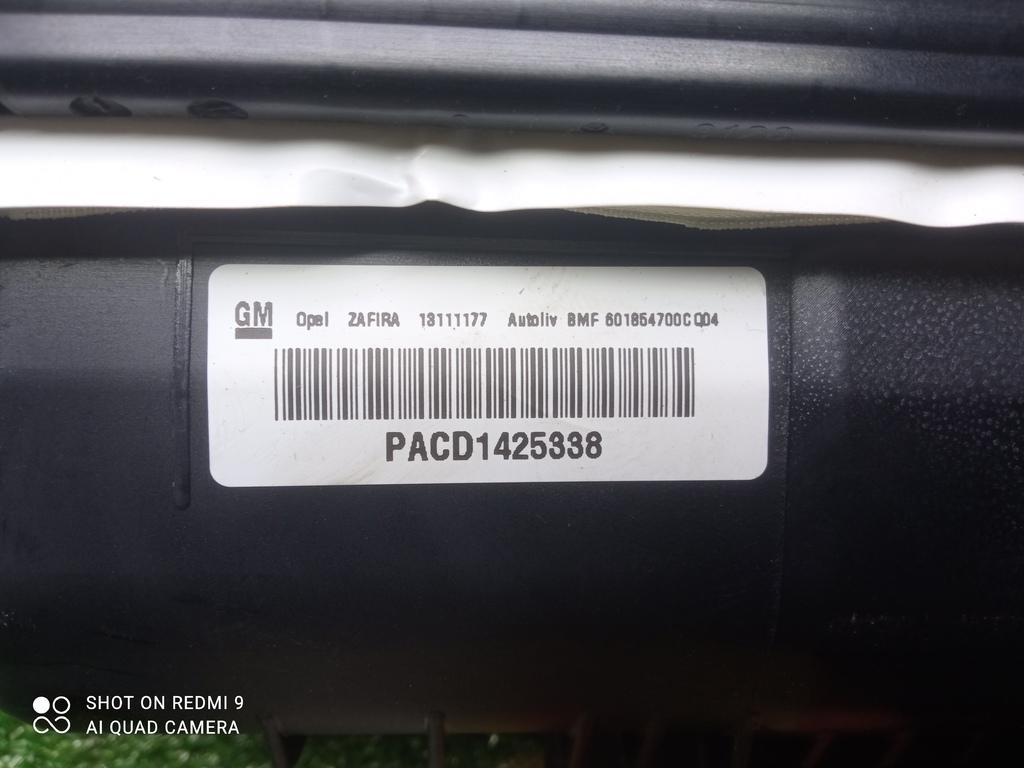 GM Opel ZAFIRA 13111177 Autoliv BMF 601854700C Q04
PACD1425338
SHOT ON REDMI 9
AI QUAD CAMERA